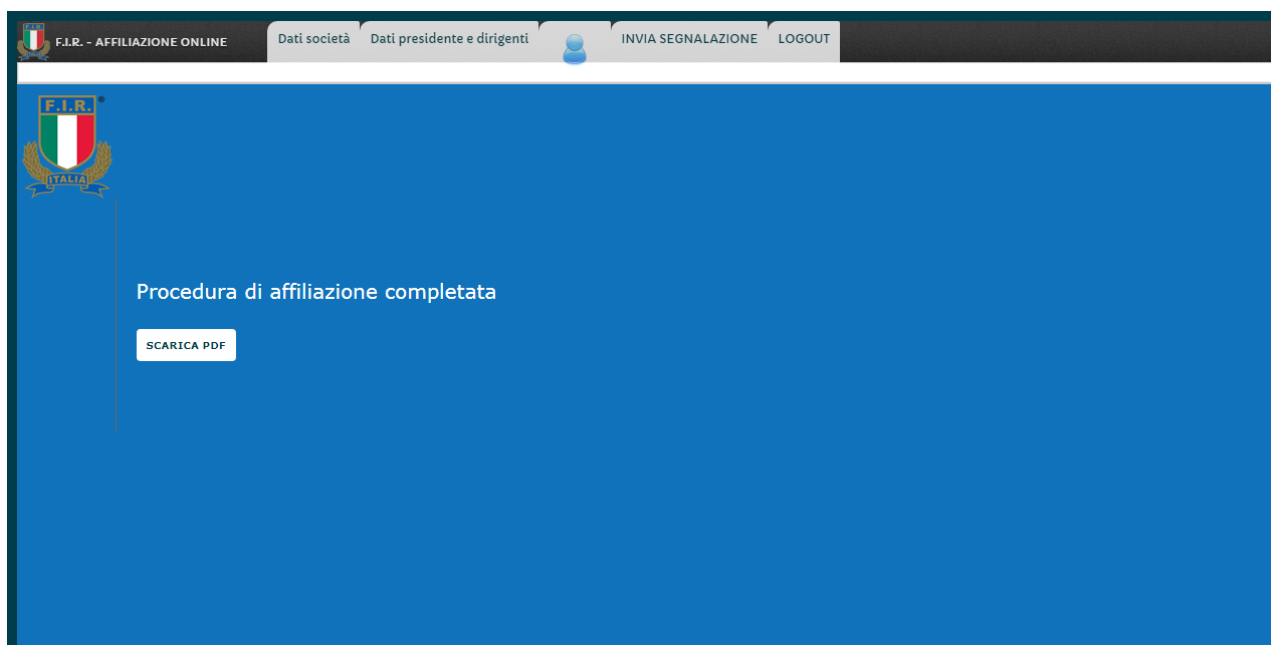 F.I.R.
F.I.R. - AFFILIAZIONE ONLINE
Dati società
Dati presidente e dirigenti
INVIA SEGNALAZIONE
LOGOUT
F.I.R.
ITALIA
Procedura di affiliazione completata
SCARICA PDF